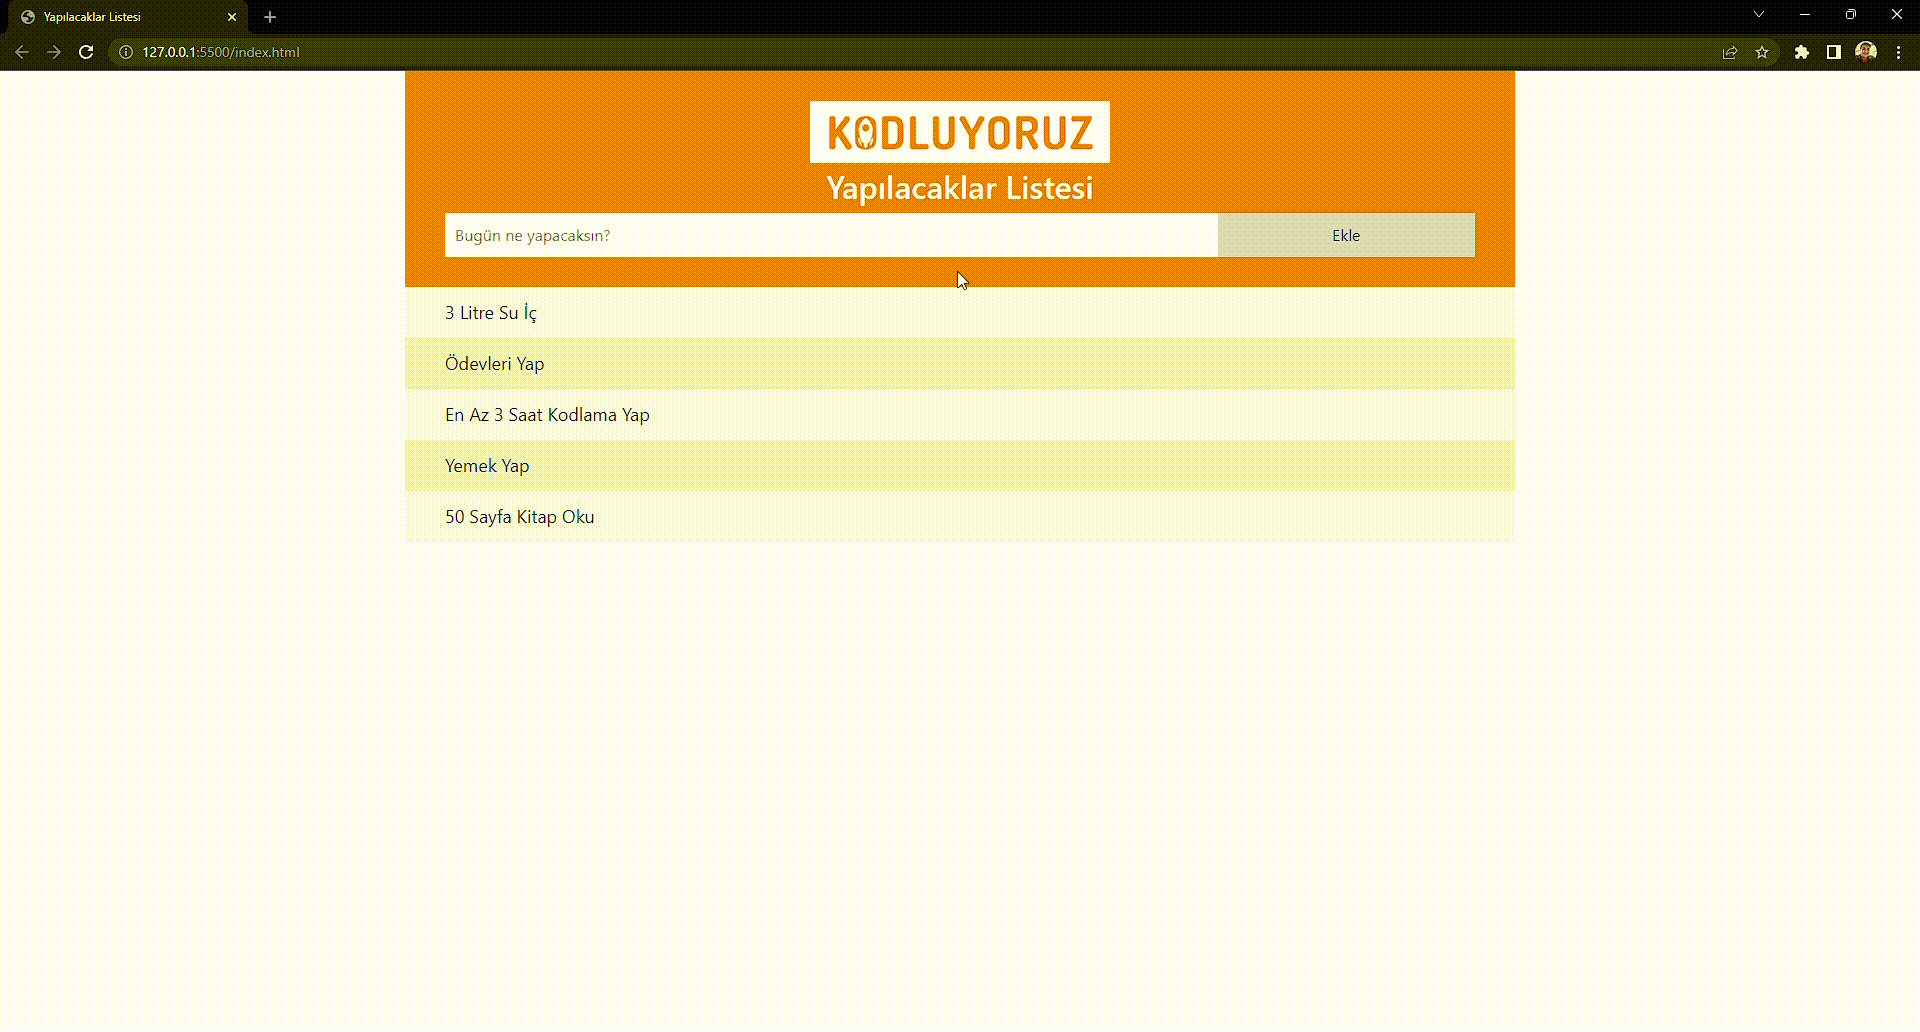 Yapılacaklar Listesi
127.0.0.1:5500/index.html
KODLUYORUZ
Yapılacaklar Listesi
Bugün ne yapacaksın?
Ekle
3 Litre Su İç
Ödevleri Yap
En Az 3 Saat Kodlama Yap
Yemek Yap
50 Sayfa Kitap Oku